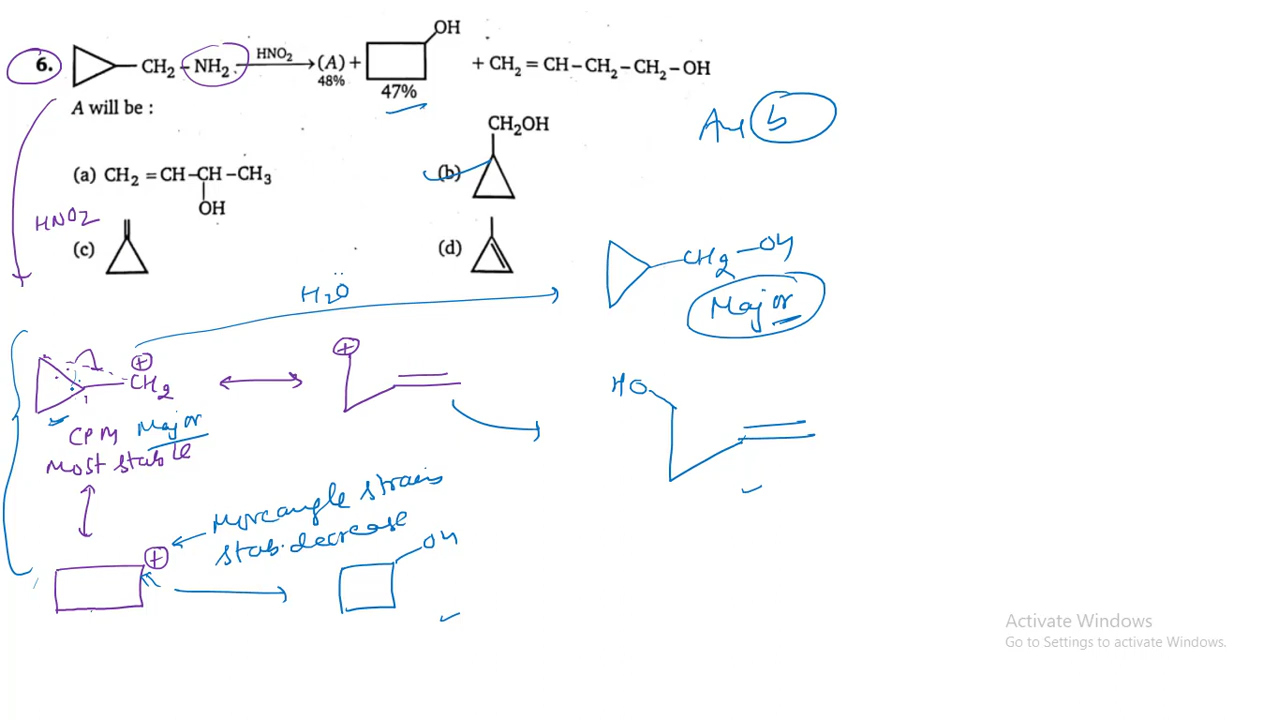 OH
6. CH2 – NH2 HNO2 (A) + + CH2 = CH – CH2 – CH2 – OH
48%
47%
A will be :
Ans b
CH2OH
(a) CH2 = CH – CH – CH3 (b)
OH
HNO2
(c) (d)
CH2 – OH
Major
H2Ö
⊕ CH2 ⊕
HO
CPM Major
Most stable
More angle strain
stab. decrease
⊕ OH
Activate Windows
Go to Settings to activate Windows.